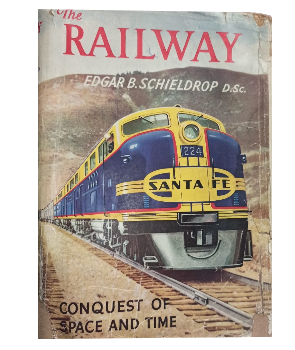 The
RAILWAY
EDGAR B. SCHIELDROP D.Sc.
224
SANTA FE
CONQUEST OF
SPACE AND TIME